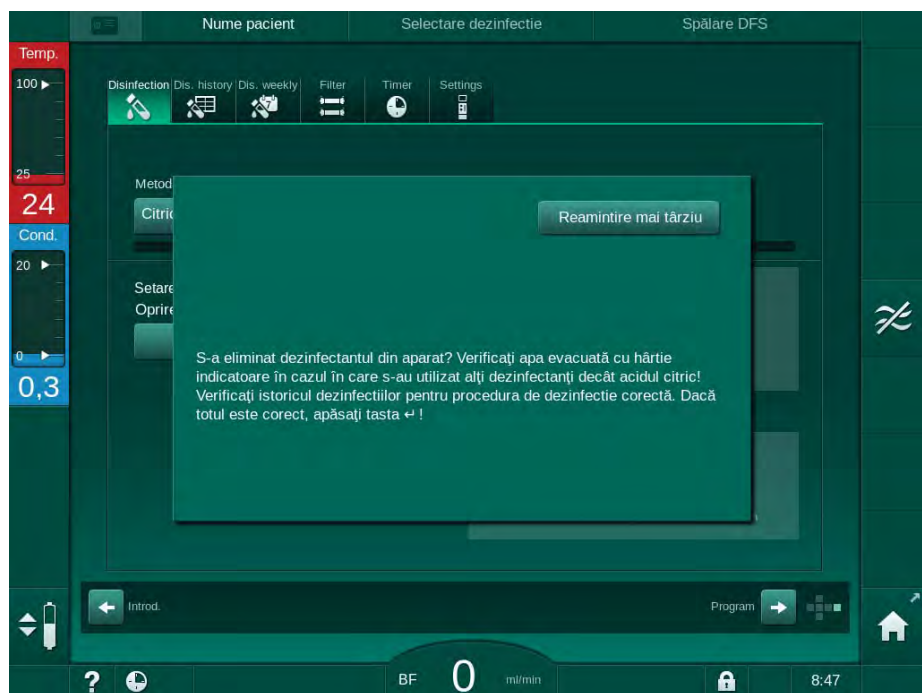 Nume pacient
Selectare dezinfectie
Spălare DFS
Temp.
100
25
24
Cond.
20
0
0,3
Disinfection
Dis. history
Dis. weekly
Filter
Timer
Settings
7
Metod
Citric
Setare
Oprire
Reamintire mai târziu
S-a eliminat dezinfectantul din aparat? Verificaţi apa evacuată cu hârtie
indicatoare în cazul în care s-au utilizat alţi dezinfectanţi decât acidul citric!
Verificaţi istoricul dezinfectiilor pentru procedura de dezinfectie corectă. Dacă
totul este corect, apăsaţi tasta ↵ !
Introd.
Program
?
BF
0
ml/min
8:47